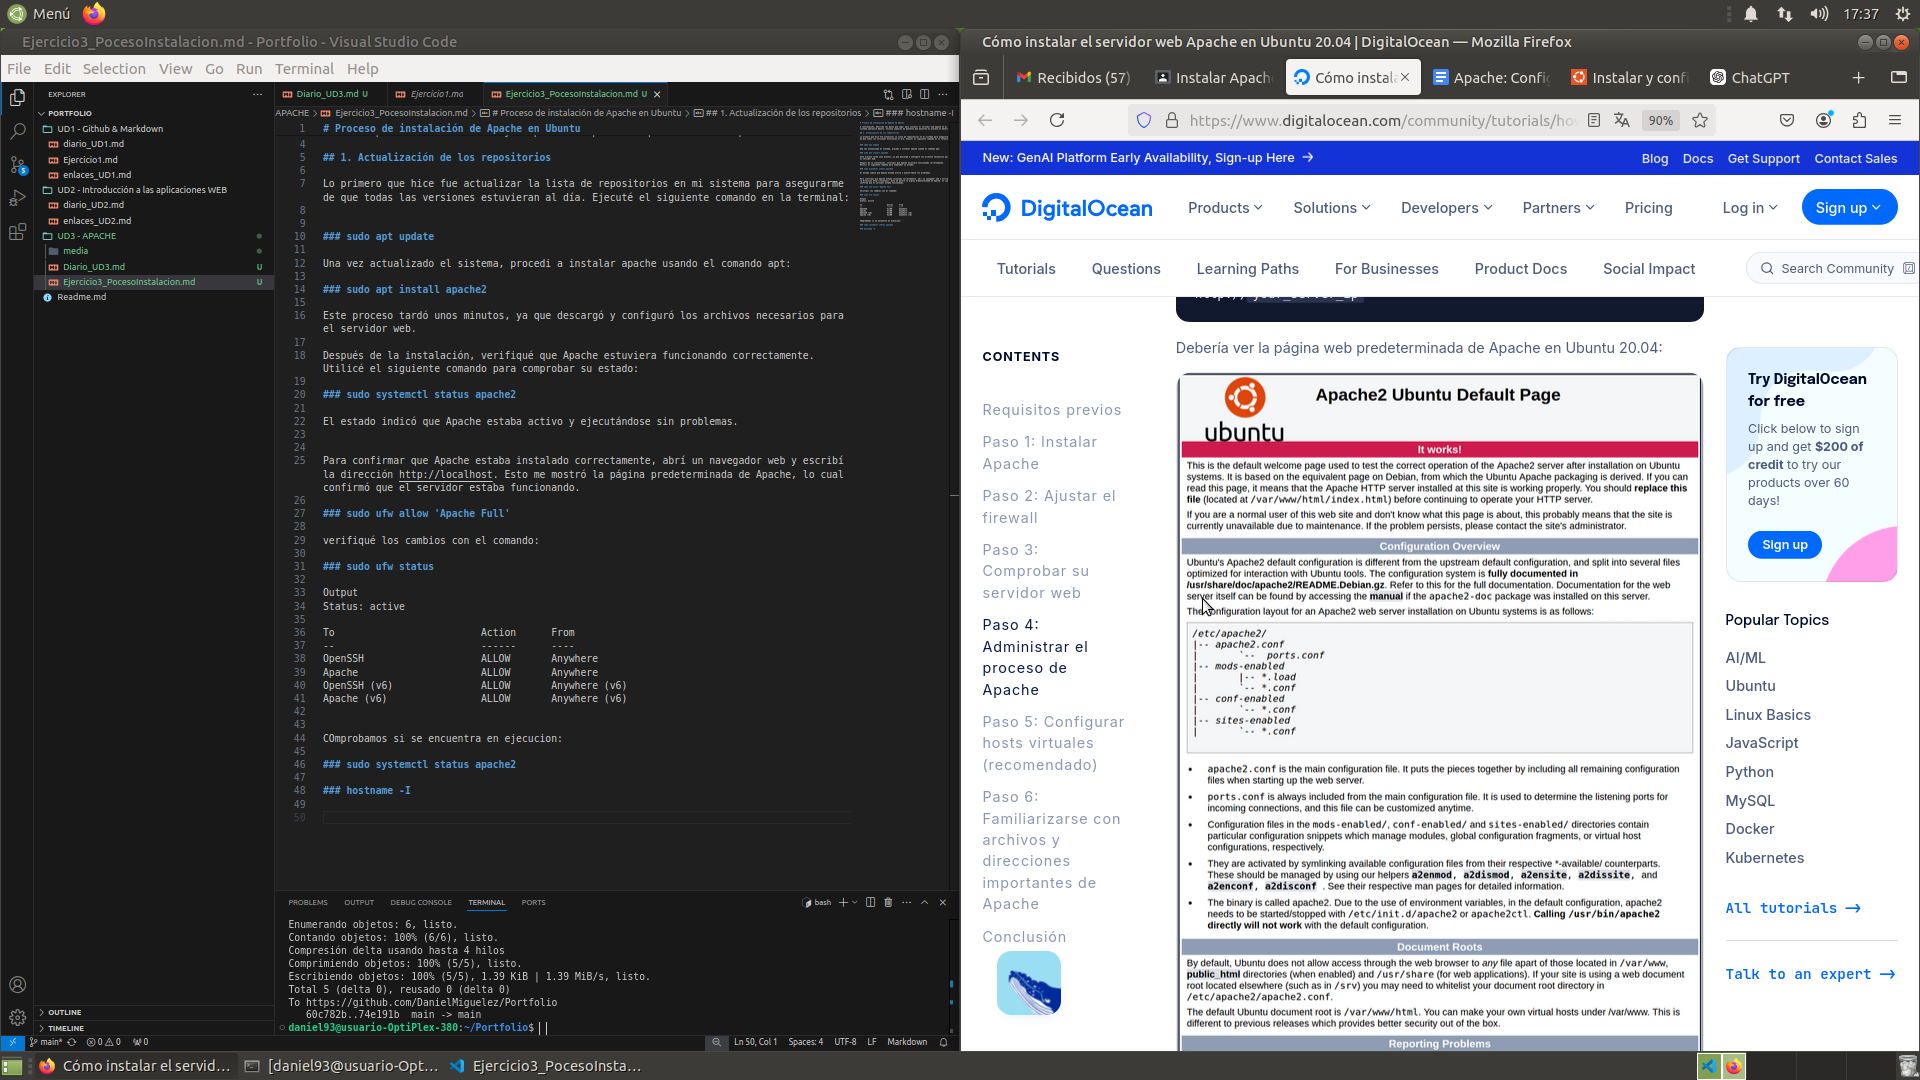 Menú
17:37
Ejercicio3_PocesoInstalacion.md - Portfolio - Visual Studio Code
File Edit Selection View Go Run Terminal Help
EXPLORER
PORTFOLIO
UD1 - Github & Markdown
diario_UD1.md
Ejercicio1.md
enlaces_UD1.md
UD2 - Introducción a las aplicaciones WEB
diario_UD2.md
enlaces_UD2.md
UD3 - APACHE
media
Diario_UD3.md U
Ejercicio3_PocesoInstalacion.md U
Readme.md
OUTLINE
TIMELINE
Diario_UD3.md U
Ejercicio1.md
Ejercicio3_PocesoInstalacion.md U
APACHE > Ejercicio3_PocesoInstalacion.md > # Proceso de instalación de Apache en Ubuntu > ## 1. Actualización de los repositorios > ### hostname -I
1 # Proceso de instalación de Apache en Ubuntu
4
5 ## 1. Actualización de los repositorios
6
7 Lo primero que hice fue actualizar la lista de repositorios en mi sistema para asegurarme
de que todas las versiones estuvieran al día. Ejecuté el siguiente comando en la terminal:
8
9
10 ### sudo apt update
11
12 Una vez actualizado el sistema, procedi a instalar apache usando el comando apt:
13
14 ### sudo apt install apache2
15
16 Este proceso tardó unos minutos, ya que descargó y configuró los archivos necesarios para
el servidor web.
17
18 Después de la instalación, verifiqué que Apache estuviera funcionando correctamente.
Utilicé el siguiente comando para comprobar su estado:
19
20 ### sudo systemctl status apache2
21
22 El estado indicó que Apache estaba activo y ejecutándose sin problemas.
23
24
25 Para confirmar que Apache estaba instalado correctamente, abrí un navegador web y escribí
la dirección http://localhost. Esto me mostró la página predeterminada de Apache, lo cual
confirmó que el servidor estaba funcionando.
26
27 ### sudo ufw allow 'Apache Full'
28
29 verifiqué los cambios con el comando:
30
31 ### sudo ufw status
32
33 Output
34 Status: active
35
36 To Action From
37 -- ------ ----
38 OpenSSH ALLOW Anywhere
39 Apache ALLOW Anywhere
40 OpenSSH (v6) ALLOW Anywhere (v6)
41 Apache (v6) ALLOW Anywhere (v6)
42
43
44 COmprobamos si se encuentra en ejecucion:
45
46 ### sudo systemctl status apache2
47
48 ### hostname -I
49
50
PROBLEMS OUTPUT DEBUG CONSOLE TERMINAL PORTS
bash
Enumerando objetos: 6, listo.
Contando objetos: 100% (6/6), listo.
Compresión delta usando hasta 4 hilos
Comprimiendo objetos: 100% (5/5), listo.
Escribiendo objetos: 100% (5/5), 1.39 KiB | 1.39 MiB/s, listo.
Total 5 (delta 0), reusado 0 (delta 0)
To https://github.com/DanielMiguelez/Portfolio
60c782b..74e191b main -> main
daniel93@usuario-OptiPlex-380:~/Portfolio$
main* 0 0 0 Ln 50, Col 1 Spaces: 4 UTF-8 LF Markdown
Cómo instalar el servidor web Apache en Ubuntu 20.04 | DigitalOcean — Mozilla Firefox
Recibidos (57)
Instalar Apach
Cómo instal
Apache: Config
Instalar y confi
ChatGPT
https://www.digitalocean.com/community/tutorials/ho
90%
New: GenAI Platform Early Availability, Sign-up Here →
Blog Docs Get Support Contact Sales
DigitalOcean
Products Solutions Developers Partners Pricing Log in Sign up
Tutorials Questions Learning Paths For Businesses Product Docs Social Impact Search Community
http://your_server_ip
CONTENTS
Requisitos previos
Paso 1: Instalar
Apache
Paso 2: Ajustar el
firewall
Paso 3:
Comprobar su
servidor web
Paso 4:
Administrar el
proceso de
Apache
Paso 5: Configurar
hosts virtuales
(recomendado)
Paso 6:
Familiarizarse con
archivos y
direcciones
importantes de
Apache
Conclusión
Debería ver la página web predeterminada de Apache en Ubuntu 20.04:
ubuntu
Apache2 Ubuntu Default Page
It works!
This is the default welcome page used to test the correct operation of the Apache2 server after installation on Ubuntu
systems. It is based on the equivalent page on Debian, from which the Ubuntu Apache packaging is derived. If you can
read this page, it means that the Apache HTTP server installed at this site is working properly. You should replace this
file (located at /var/www/html/index.html) before continuing to operate your HTTP server.
If you are a normal user of this web site and don't know what this page is about, this probably means that the site is
currently unavailable due to maintenance. If the problem persists, please contact the site's administrator.
Configuration Overview
Ubuntu's Apache2 default configuration is different from the upstream default configuration, and split into several files
optimized for interaction with Ubuntu tools. The configuration system is fully documented in
/usr/share/doc/apache2/README.Debian.gz. Refer to this for the full documentation. Documentation for the web
server itself can be found by accessing the manual if the apache2-doc package was installed on this server.
The configuration layout for an Apache2 web server installation on Ubuntu systems is as follows:
/etc/apache2/
|-- apache2.conf
| `-- ports.conf
|-- mods-enabled
| |-- *.load
| `-- *.conf
|-- conf-enabled
| `-- *.conf
|-- sites-enabled
| `-- *.conf
• apache2.conf is the main configuration file. It puts the pieces together by including all remaining configuration
files when starting up the web server.
• ports.conf is always included from the main configuration file. It is used to determine the listening ports for
incoming connections, and this file can be customized anytime.
• Configuration files in the mods-enabled/, conf-enabled/ and sites-enabled/ directories contain
particular configuration snippets which manage modules, global configuration fragments, or virtual host
configurations, respectively.
• They are activated by symlinking available configuration files from their respective *-available/ counterparts.
These should be managed by using our helpers a2enmod, a2dismod, a2ensite, a2dissite, and
a2enconf, a2disconf . See their respective man pages for detailed information.
• The binary is called apache2. Due to the use of environment variables, in the default configuration, apache2
needs to be started/stopped with /etc/init.d/apache2 or apache2ctl. Calling /usr/bin/apache2
directly will not work with the default configuration.
Document Roots
By default, Ubuntu does not allow access through the web browser to any file apart of those located in /var/www,
public_html directories (when enabled) and /usr/share (for web applications). If your site is using a web document
root located elsewhere (such as in /srv) you may need to whitelist your document root directory in
/etc/apache2/apache2.conf.
The default Ubuntu document root is /var/www/html. You can make your own virtual hosts under /var/www. This is
different to previous releases which provides better security out of the box.
Reporting Problems
Try DigitalOcean
for free
Click below to sign
up and get $200 of
credit to try our
products over 60
days!
Sign up
Popular Topics
AI/ML
Ubuntu
Linux Basics
JavaScript
Python
MySQL
Docker
Kubernetes
All tutorials →
Talk to an expert →
Cómo instalar el servid...
[daniel93@usuario-Opt...
Ejercicio3_PocesoInsta...